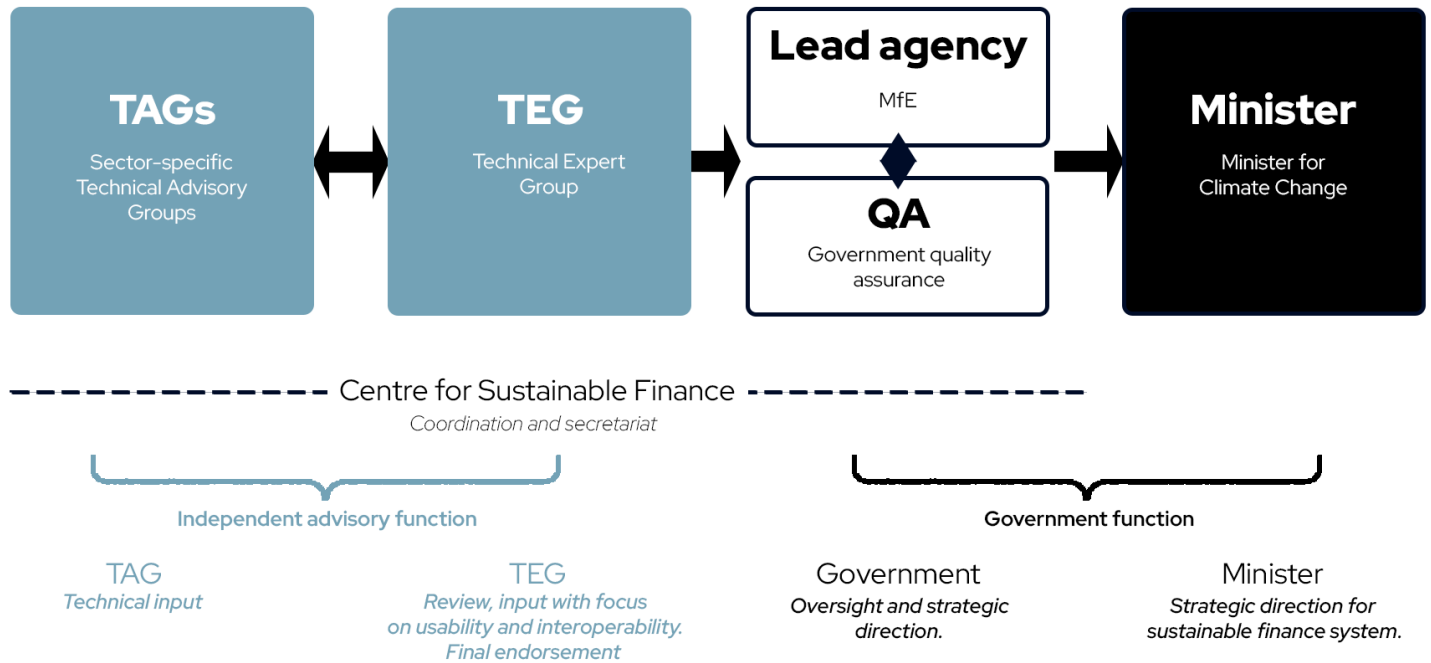 TAGs
Sector-specific
Technical Advisory
Groups
TEG
Technical Expert
Group
Lead agency
MfE
QA
Government quality
assurance
Minister
Minister for
Climate Change
Centre for Sustainable Finance
Coordination and secretariat
Independent advisory function
Government function
TAG
Technical input
TEG
Review, input with focus
on usability and interoperability.
Final endorsement
Government
Oversight and strategic
direction.
Minister
Strategic direction for
sustainable finance system.